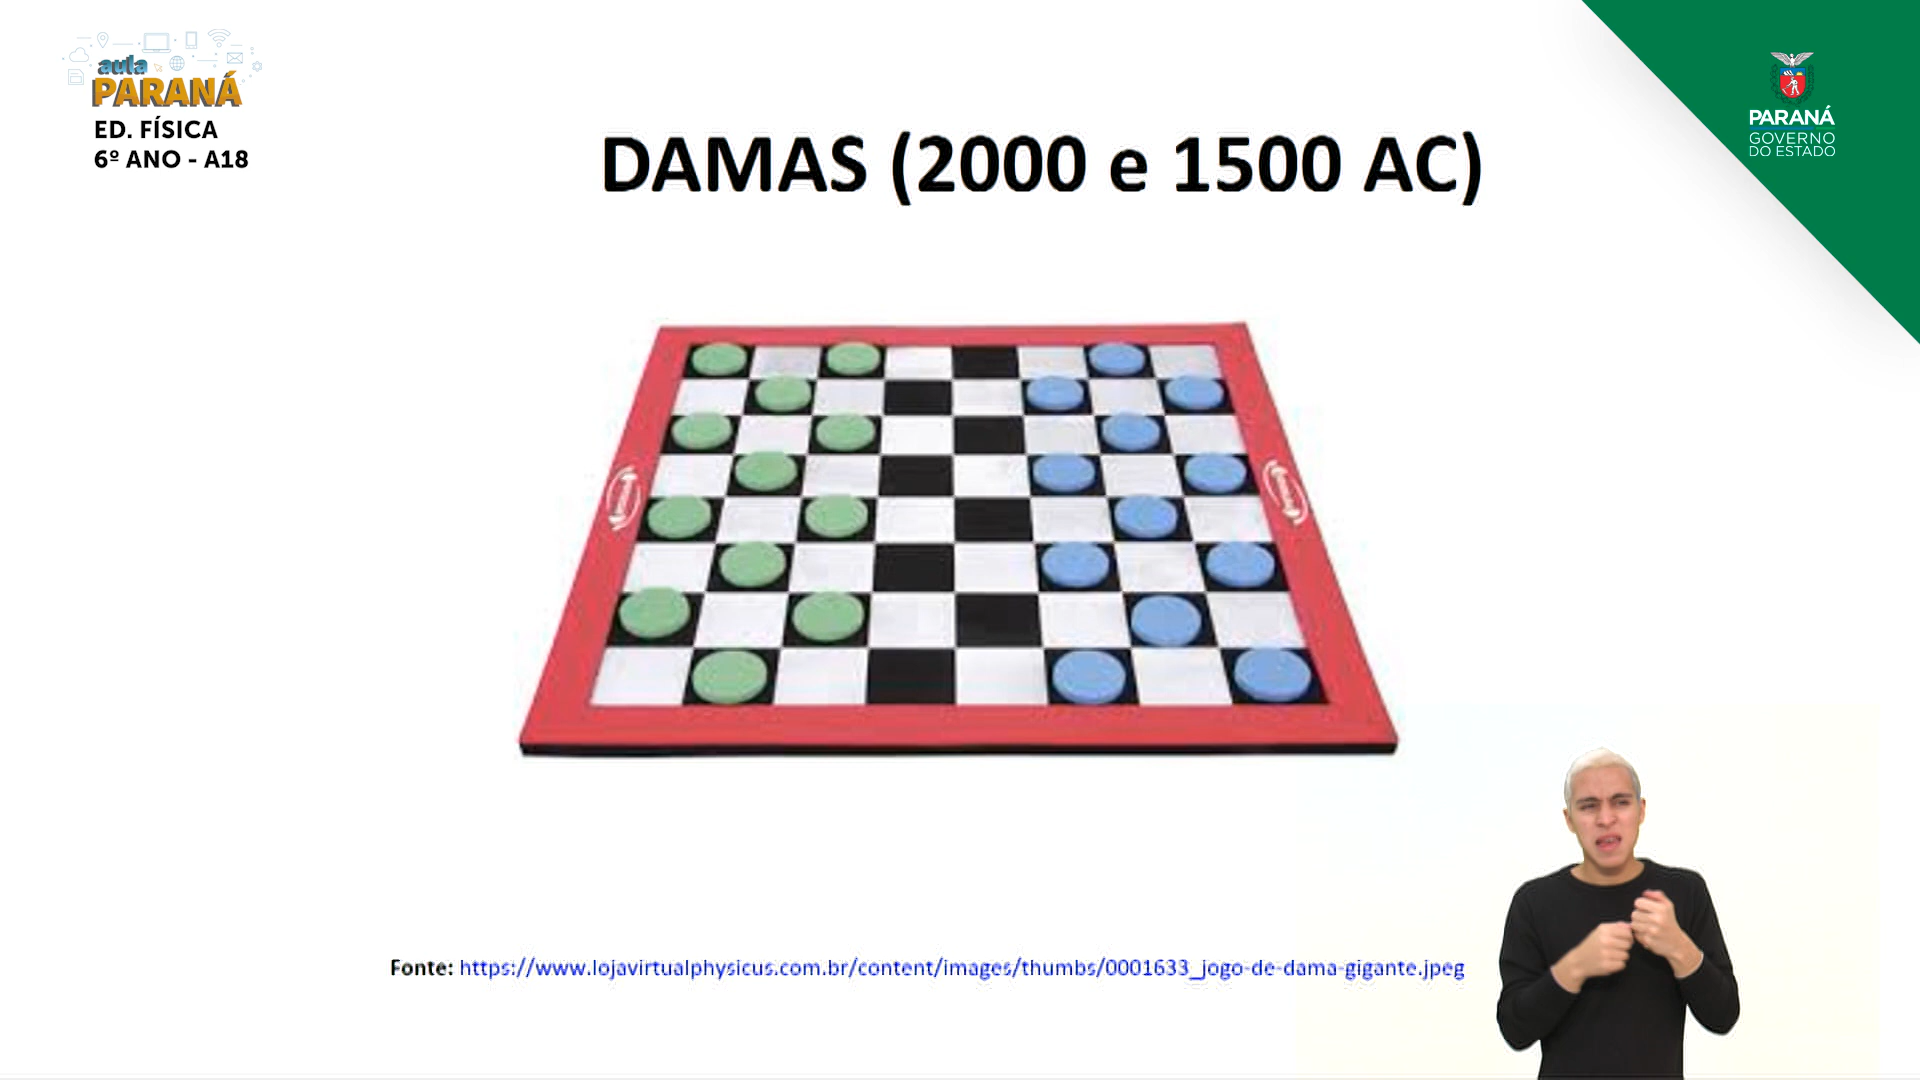 aula
PARANÁ
ED. FÍSICA
6º ANO - A18
PARANÁ
GOVERNO
DO ESTADO
DAMAS (2000 e 1500 AC)
Fonte: https://www.lojavirtualphysicus.com.br/content/images/thumbs/0001633_jogo-de-dama-gigante.jpeg